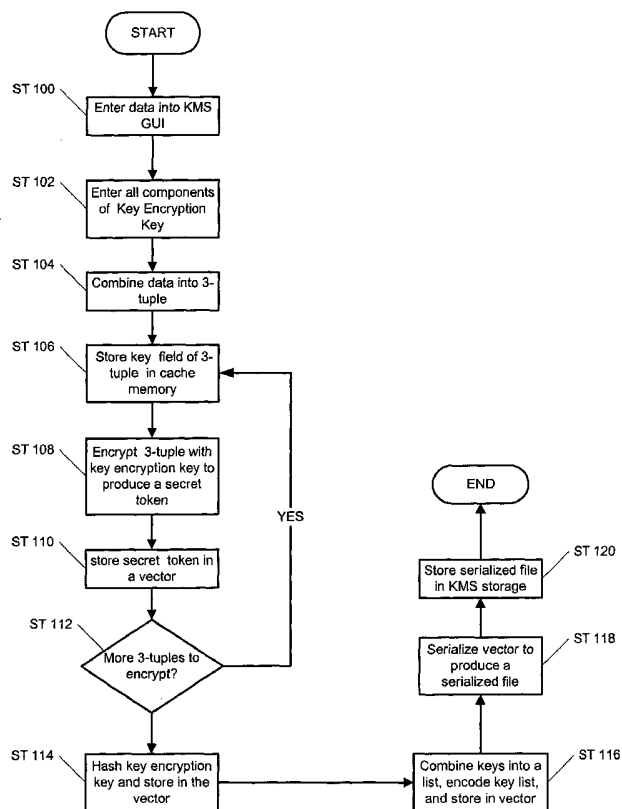 START
ST 100
Enter data into KMS
GUI
ST 102
Enter all components
of Key Encryption
Key
ST 104
Combine data into 3-
tuple
ST 106
Store key field of 3-
tuple in cache
memory
ST 108
Encrypt 3-tuple with
key encryption key to
produce a secret
token
YES
ST 110
store secret token in
a vector
ST 112
More 3-tuples to
encrypt?
ST 114
Hash key encryption
key and store in the
vector
Combine keys into a
list, encode key list,
and store in vector
ST 116
Serialize vector to
produce a
serialized file
ST 118
Store serialized file
in KMS storage
ST 120
END